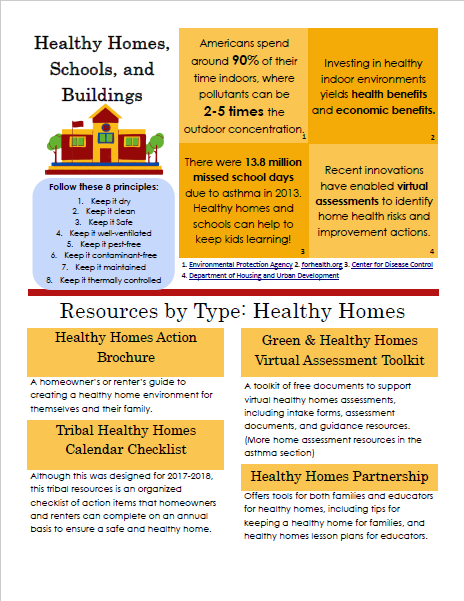 Healthy Homes,
Schools, and
Buildings
Americans spend
around 90% of their
time indoors, where
pollutants can be
2-5 times the
outdoor concentration.
1
Investing in healthy
indoor environments
yields health benefits
and economic benefits.
2
There were 13.8 million
missed school days
due to asthma in 2013.
Healthy homes and
schools can help to
keep kids learning!
3
Recent innovations
have enabled virtual
assessments to identify
home health risks and
improvement actions.
4
Follow these 8 principles:
1. Keep it dry
2. Keep it clean
3. Keep it Safe
4. Keep it well-ventilated
5. Keep it pest-free
6. Keep it contaminant-free
7. Keep it maintained
8. Keep it thermally controlled
1. Environmental Protection Agency 2. forhealth.org 3. Center for Disease Control
4. Department of Housing and Urban Development
Resources by Type: Healthy Homes
Healthy Homes Action
Brochure
A homeowner's or renter's guide to
creating a healthy home environment for
themselves and their family.
Tribal Healthy Homes
Calendar Checklist
Although this was designed for 2017-2018,
this tribal resources is an organized
checklist of action items that homeowners
and renters can complete on an annual
basis to ensure a safe and healthy home.
Green & Healthy Homes
Virtual Assessment Toolkit
A toolkit of free documents to support
virtual healthy homes assessments,
including intake forms, assessment
documents, and guidance resources.
(More home assessment resources in the
asthma section)
Healthy Homes Partnership
Offers tools for both families and educators
for healthy homes, including tips for
keeping a healthy home for families, and
healthy homes lesson plans for educators.